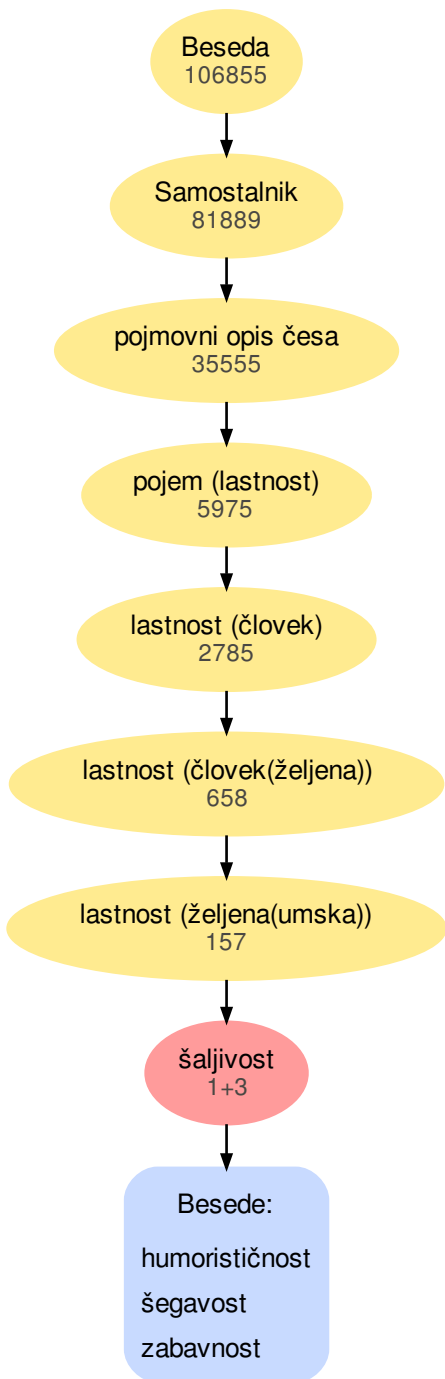 Beseda
106855
Samostalnik
81889
pojmovni opis česa
35555
pojem (lastnost)
5975
lastnost (človek)
2785
lastnost (človek(željena))
658
lastnost (željena(umska))
157
šaljivost
1+3
Besede:
humorističnost
šegavost
zabavnost